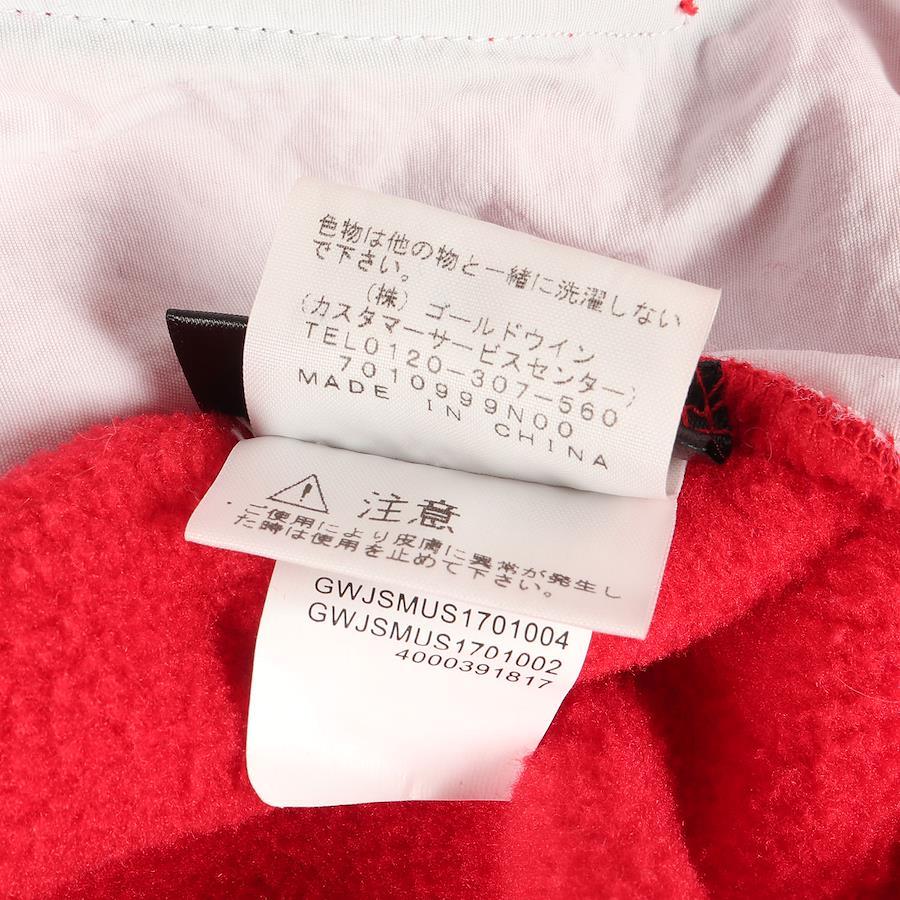 色物は他の物と一緒に洗濯しない
で下さい。
(株) ゴールドウイン
(カスタマーサービスセンター)
TEL0120-307-560
7010999N00
MADE IN CHINA
注意
ご使用により皮膚に異常が発生し
た時は使用を止めて下さい。
GWJSMUS1701004
GWJSMUS1701002
4000391817